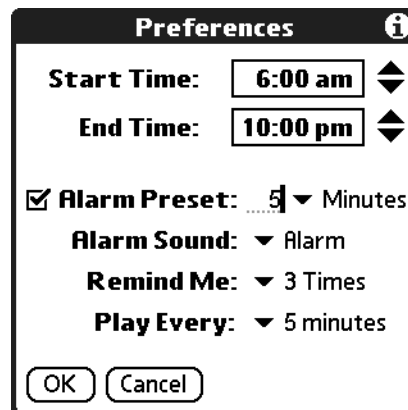 Preferences
Start Time: 6:00 am
End Time: 10:00 pm
Alarm Preset: 5 Minutes
Alarm Sound: Alarm
Remind Me: 3 Times
Play Every: 5 minutes
OK Cancel